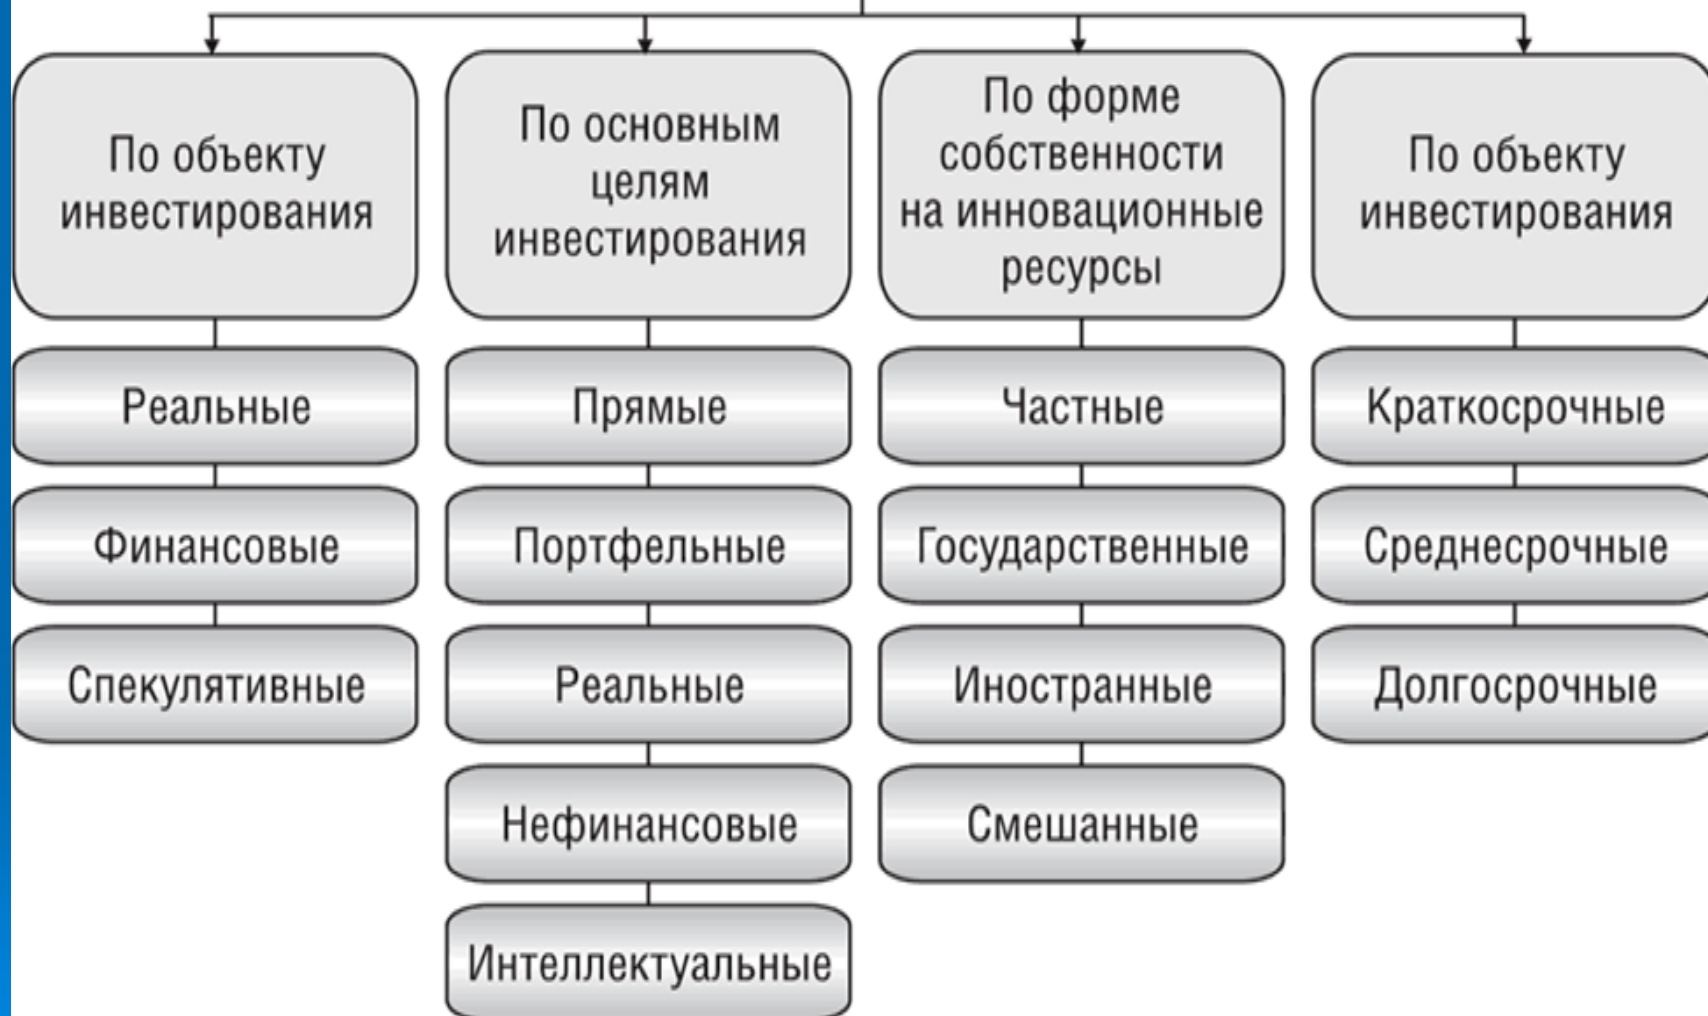 По объекту
инвестирования
Реальные
Финансовые
Спекулятивные
По основным
целям
инвестирования
Прямые
Портфельные
Реальные
Нефинансовые
Интеллектуальные
По форме
собственности
на инновационные
ресурсы
Частные
Государственные
Иностранные
Смешанные
По объекту
инвестирования
Краткосрочные
Среднесрочные
Долгосрочные